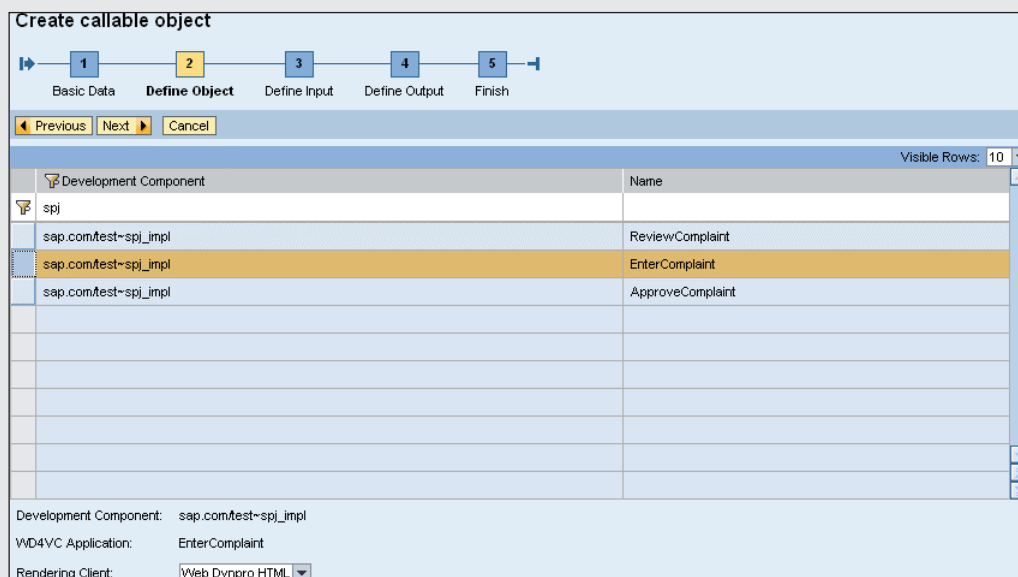 Create callable object
1 2 3 4 5
Basic Data Define Object Define Input Define Output Finish
Previous Next Cancel
Visible Rows: 10
Development Component Name
spj
sap.com/test~spj_impl ReviewComplaint
sap.com/test~spj_impl EnterComplaint
sap.com/test~spj_impl ApproveComplaint
Development Component: sap.com/test~spj_impl
WD4VC Application: EnterComplaint
Rendering Client: Web Dynpro HTML